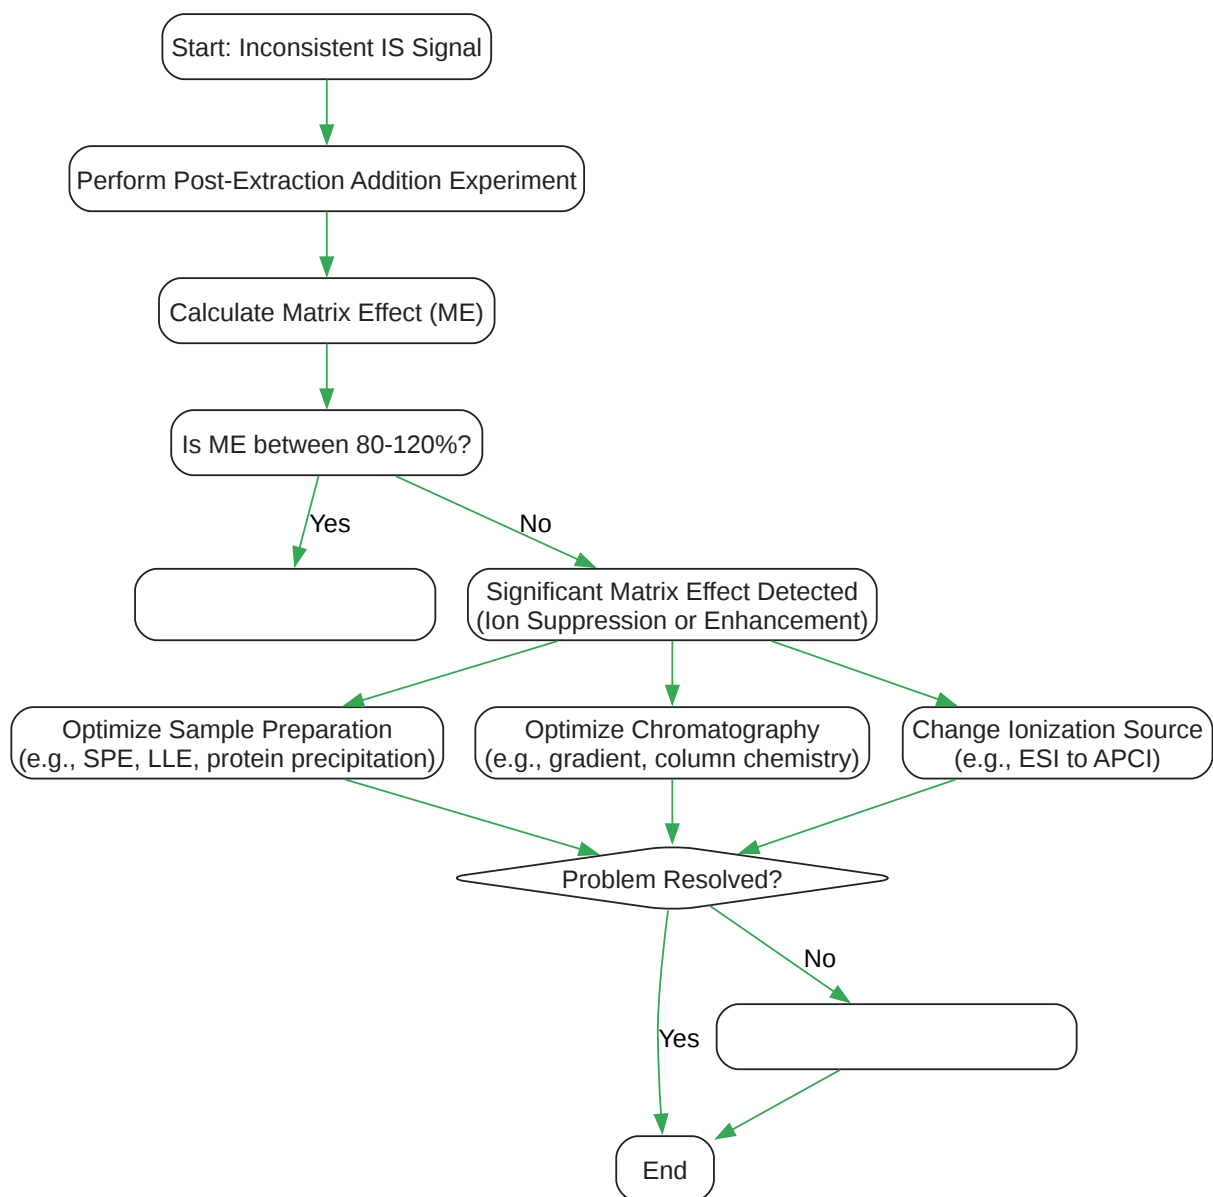 Start: Inconsistent IS Signal
Perform Post-Extraction Addition Experiment
Calculate Matrix Effect (ME)
Is ME between 80-120%?
Yes
No
Significant Matrix Effect Detected
(Ion Suppression or Enhancement)
Optimize Sample Preparation
(e.g., SPE, LLE, protein precipitation)
Optimize Chromatography
(e.g., gradient, column chemistry)
Change Ionization Source
(e.g., ESI to APCI)
Problem Resolved?
No
Yes
End